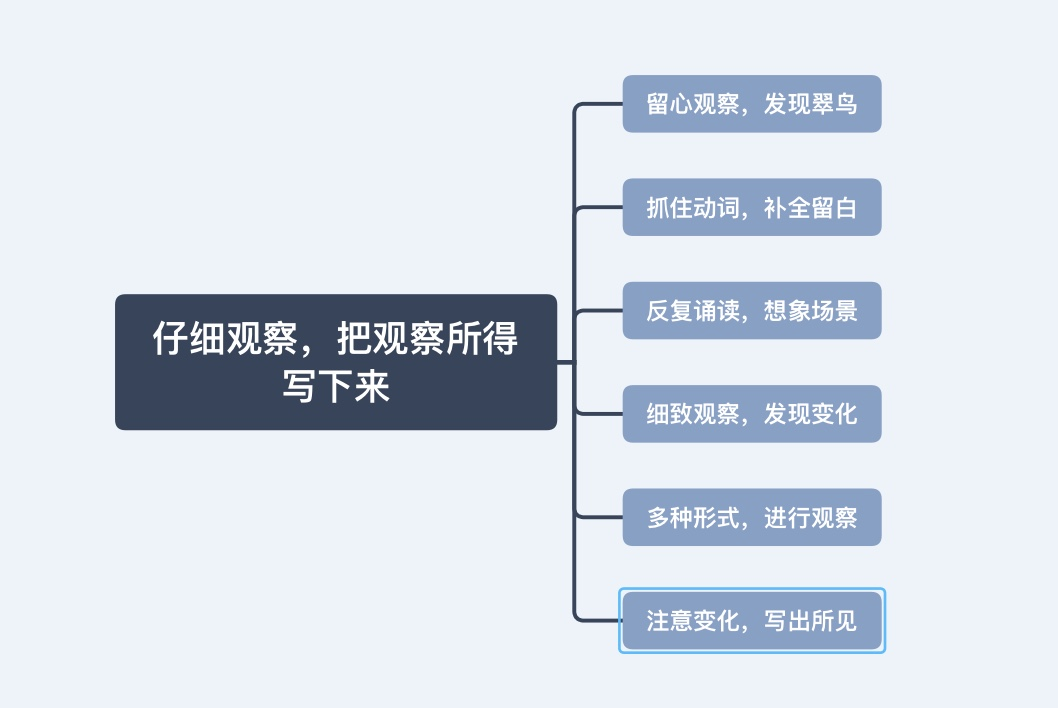 仔细观察，把观察所得
写下来
留心观察，发现翠鸟
抓住动词，补全留白
反复诵读，想象场景
细致观察，发现变化
多种形式，进行观察
注意变化，写出所见